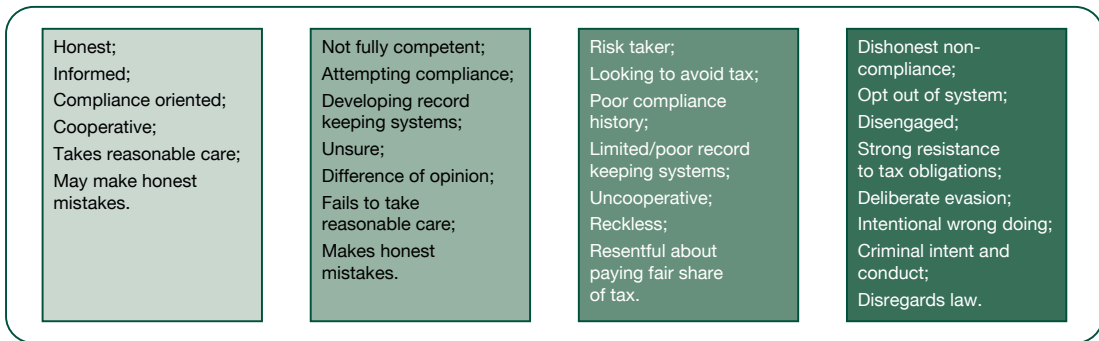 Honest;
Informed;
Compliance oriented;
Cooperative;
Takes reasonable care;
May make honest
mistakes.
Not fully competent;
Attempting compliance;
Developing record
keeping systems;
Unsure;
Difference of opinion;
Fails to take
reasonable care;
Makes honest
mistakes.
Risk taker;
Looking to avoid tax;
Poor compliance
history;
Limited/poor record
keeping systems;
Uncooperative;
Reckless;
Resentful about
paying fair share
of tax.
Dishonest non-
compliance;
Opt out of system;
Disengaged;
Strong resistance
to tax obligations;
Deliberate evasion;
Intentional wrong doing;
Criminal intent and
conduct;
Disregards law.